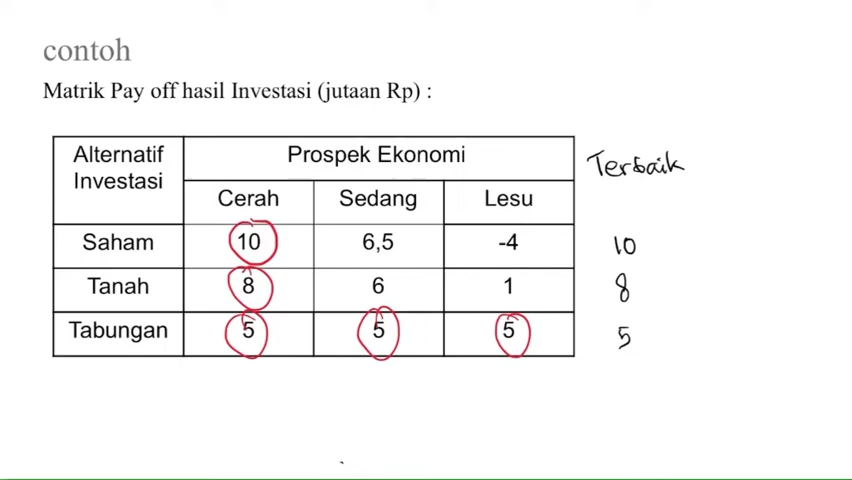 contoh
Matrik Pay off hasil Investasi (jutaan Rp) :
Alternatif Investasi Prospek Ekonomi Terbaik
Cerah Sedang Lesu
Saham 10 6,5 -4 10
Tanah 8 6 1 8
Tabungan 5 5 5 5